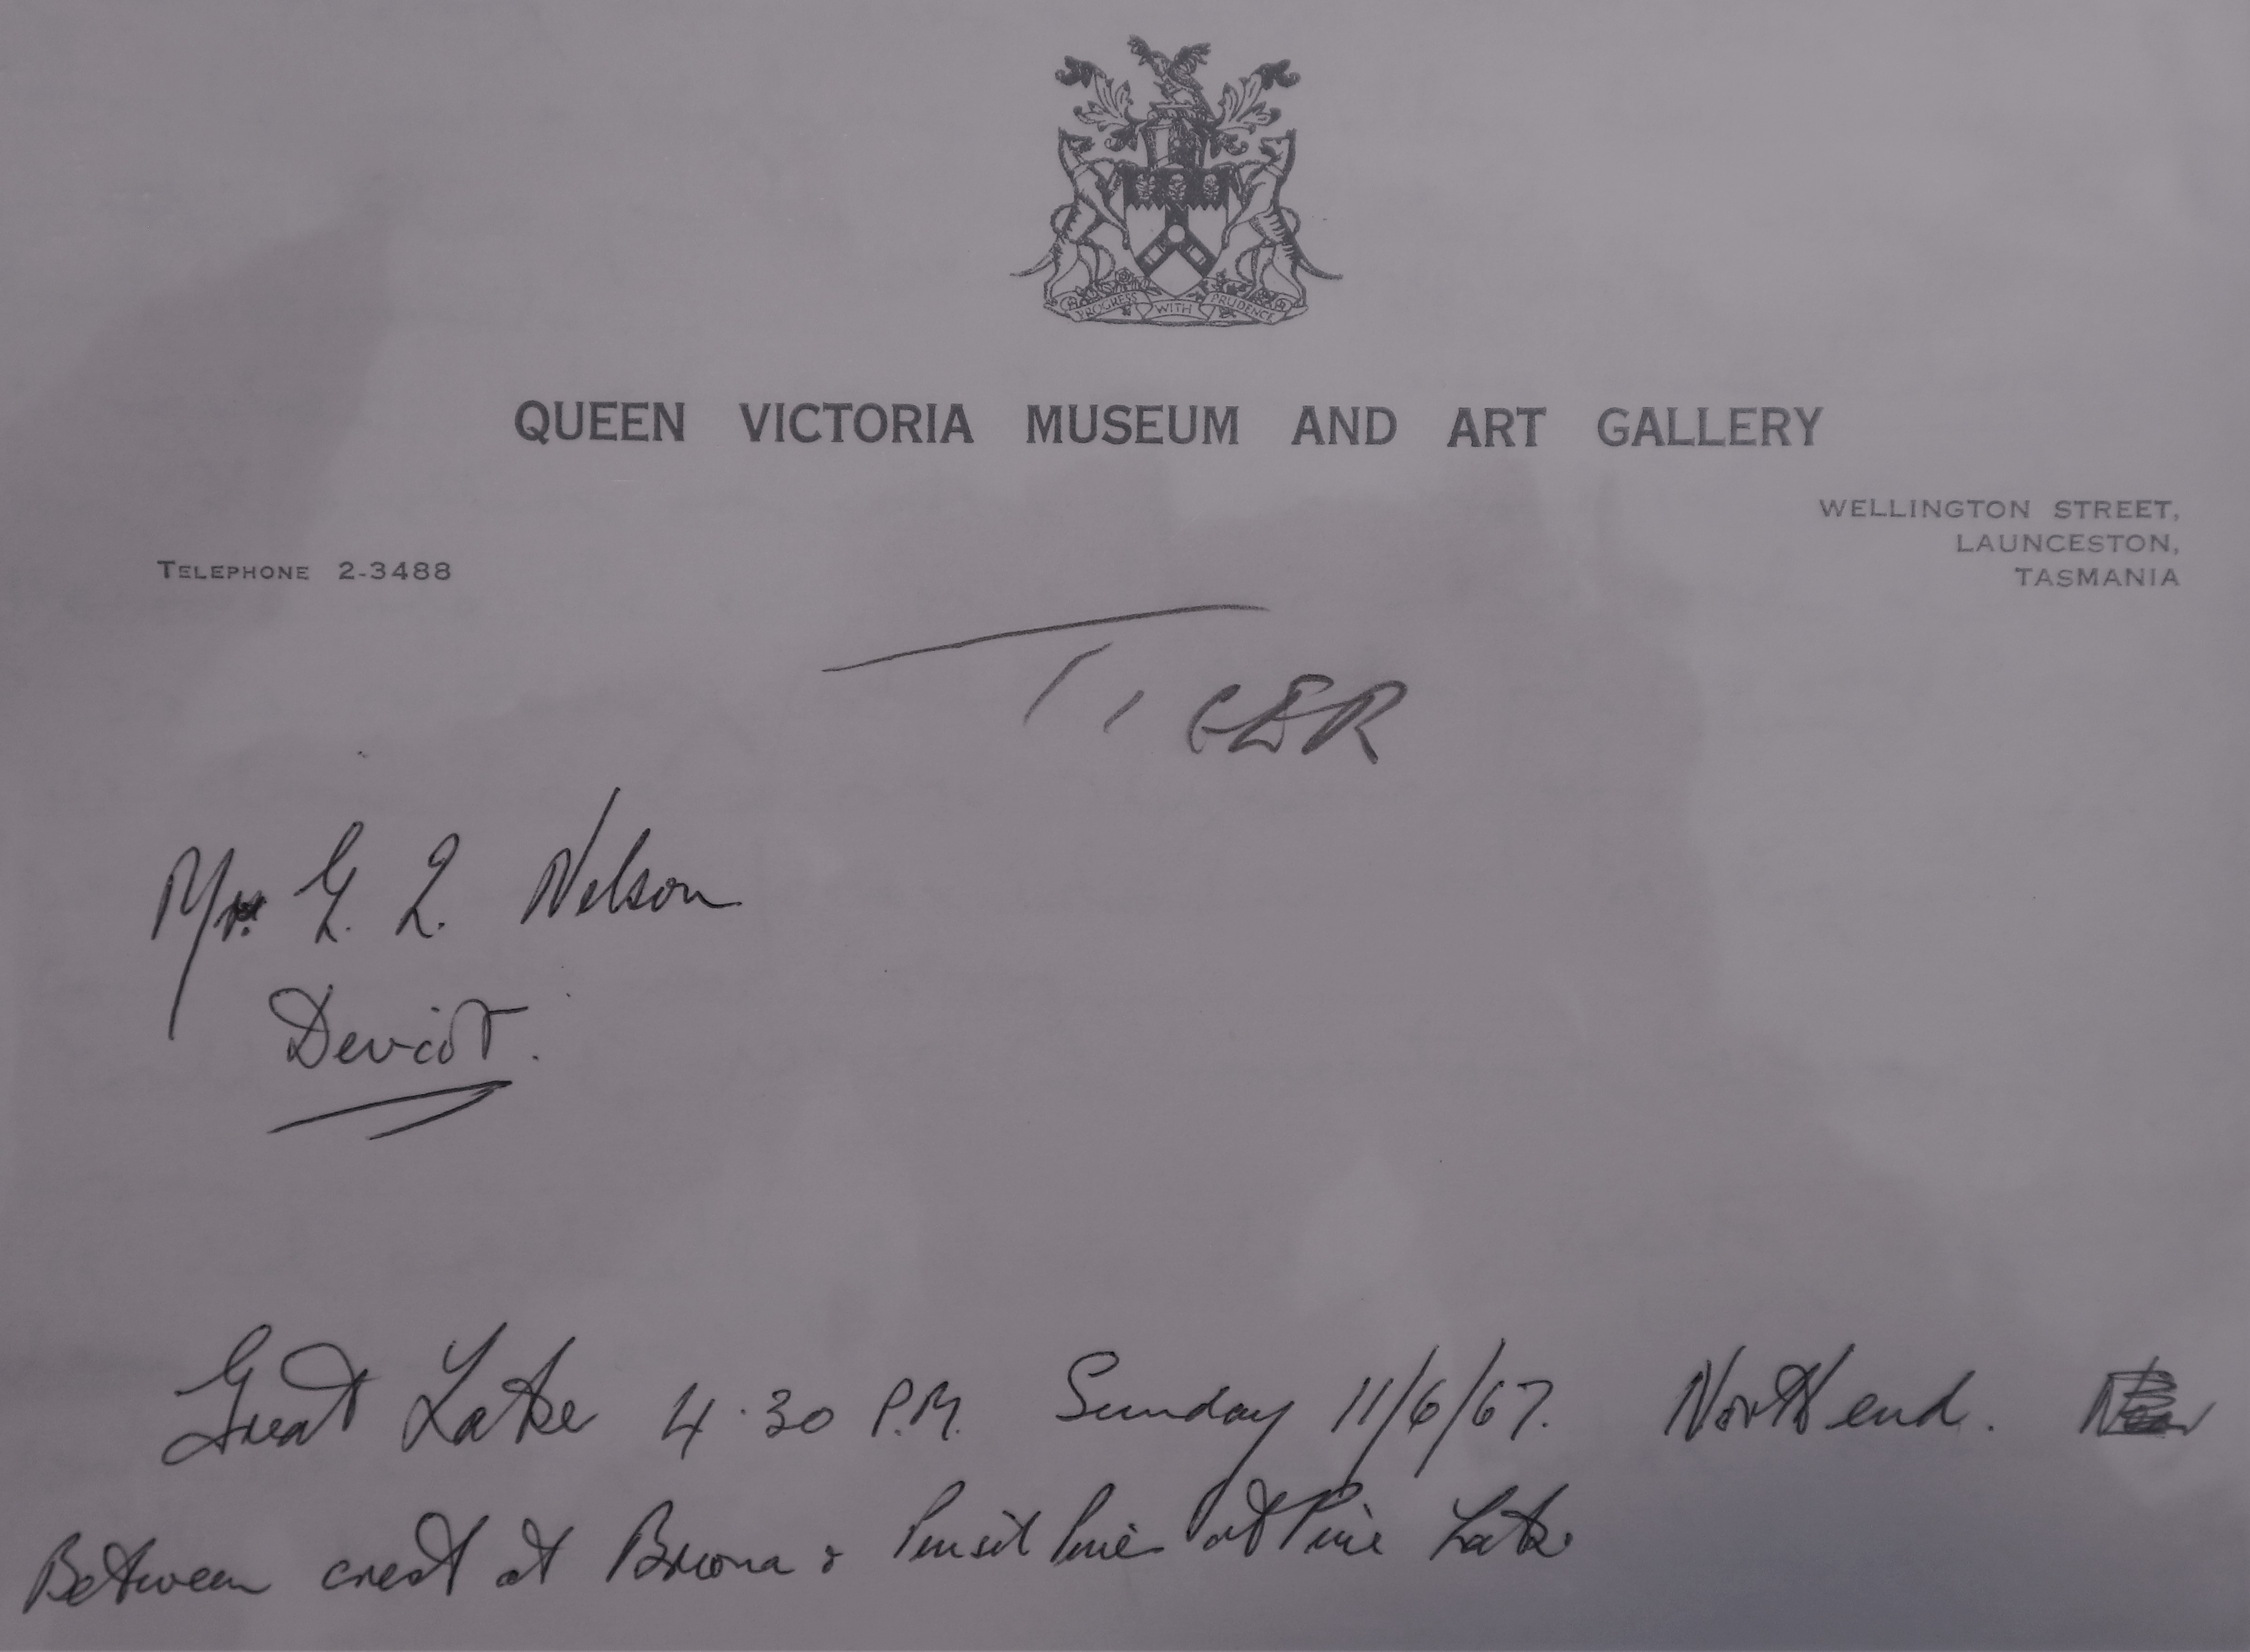 PROGRESS WITH PRUDENCE
QUEEN VICTORIA MUSEUM AND ART GALLERY
WELLINGTON STREET,
LAUNCESTON,
TASMANIA
TELEPHONE 2-3488
TIGER
Mr. G. L. Nelson
Deviot.
Great Lake 4.30 P.M. Sunday 11/6/67. North end.
Between crest at Breona & Pencil Pine at Pine Lake